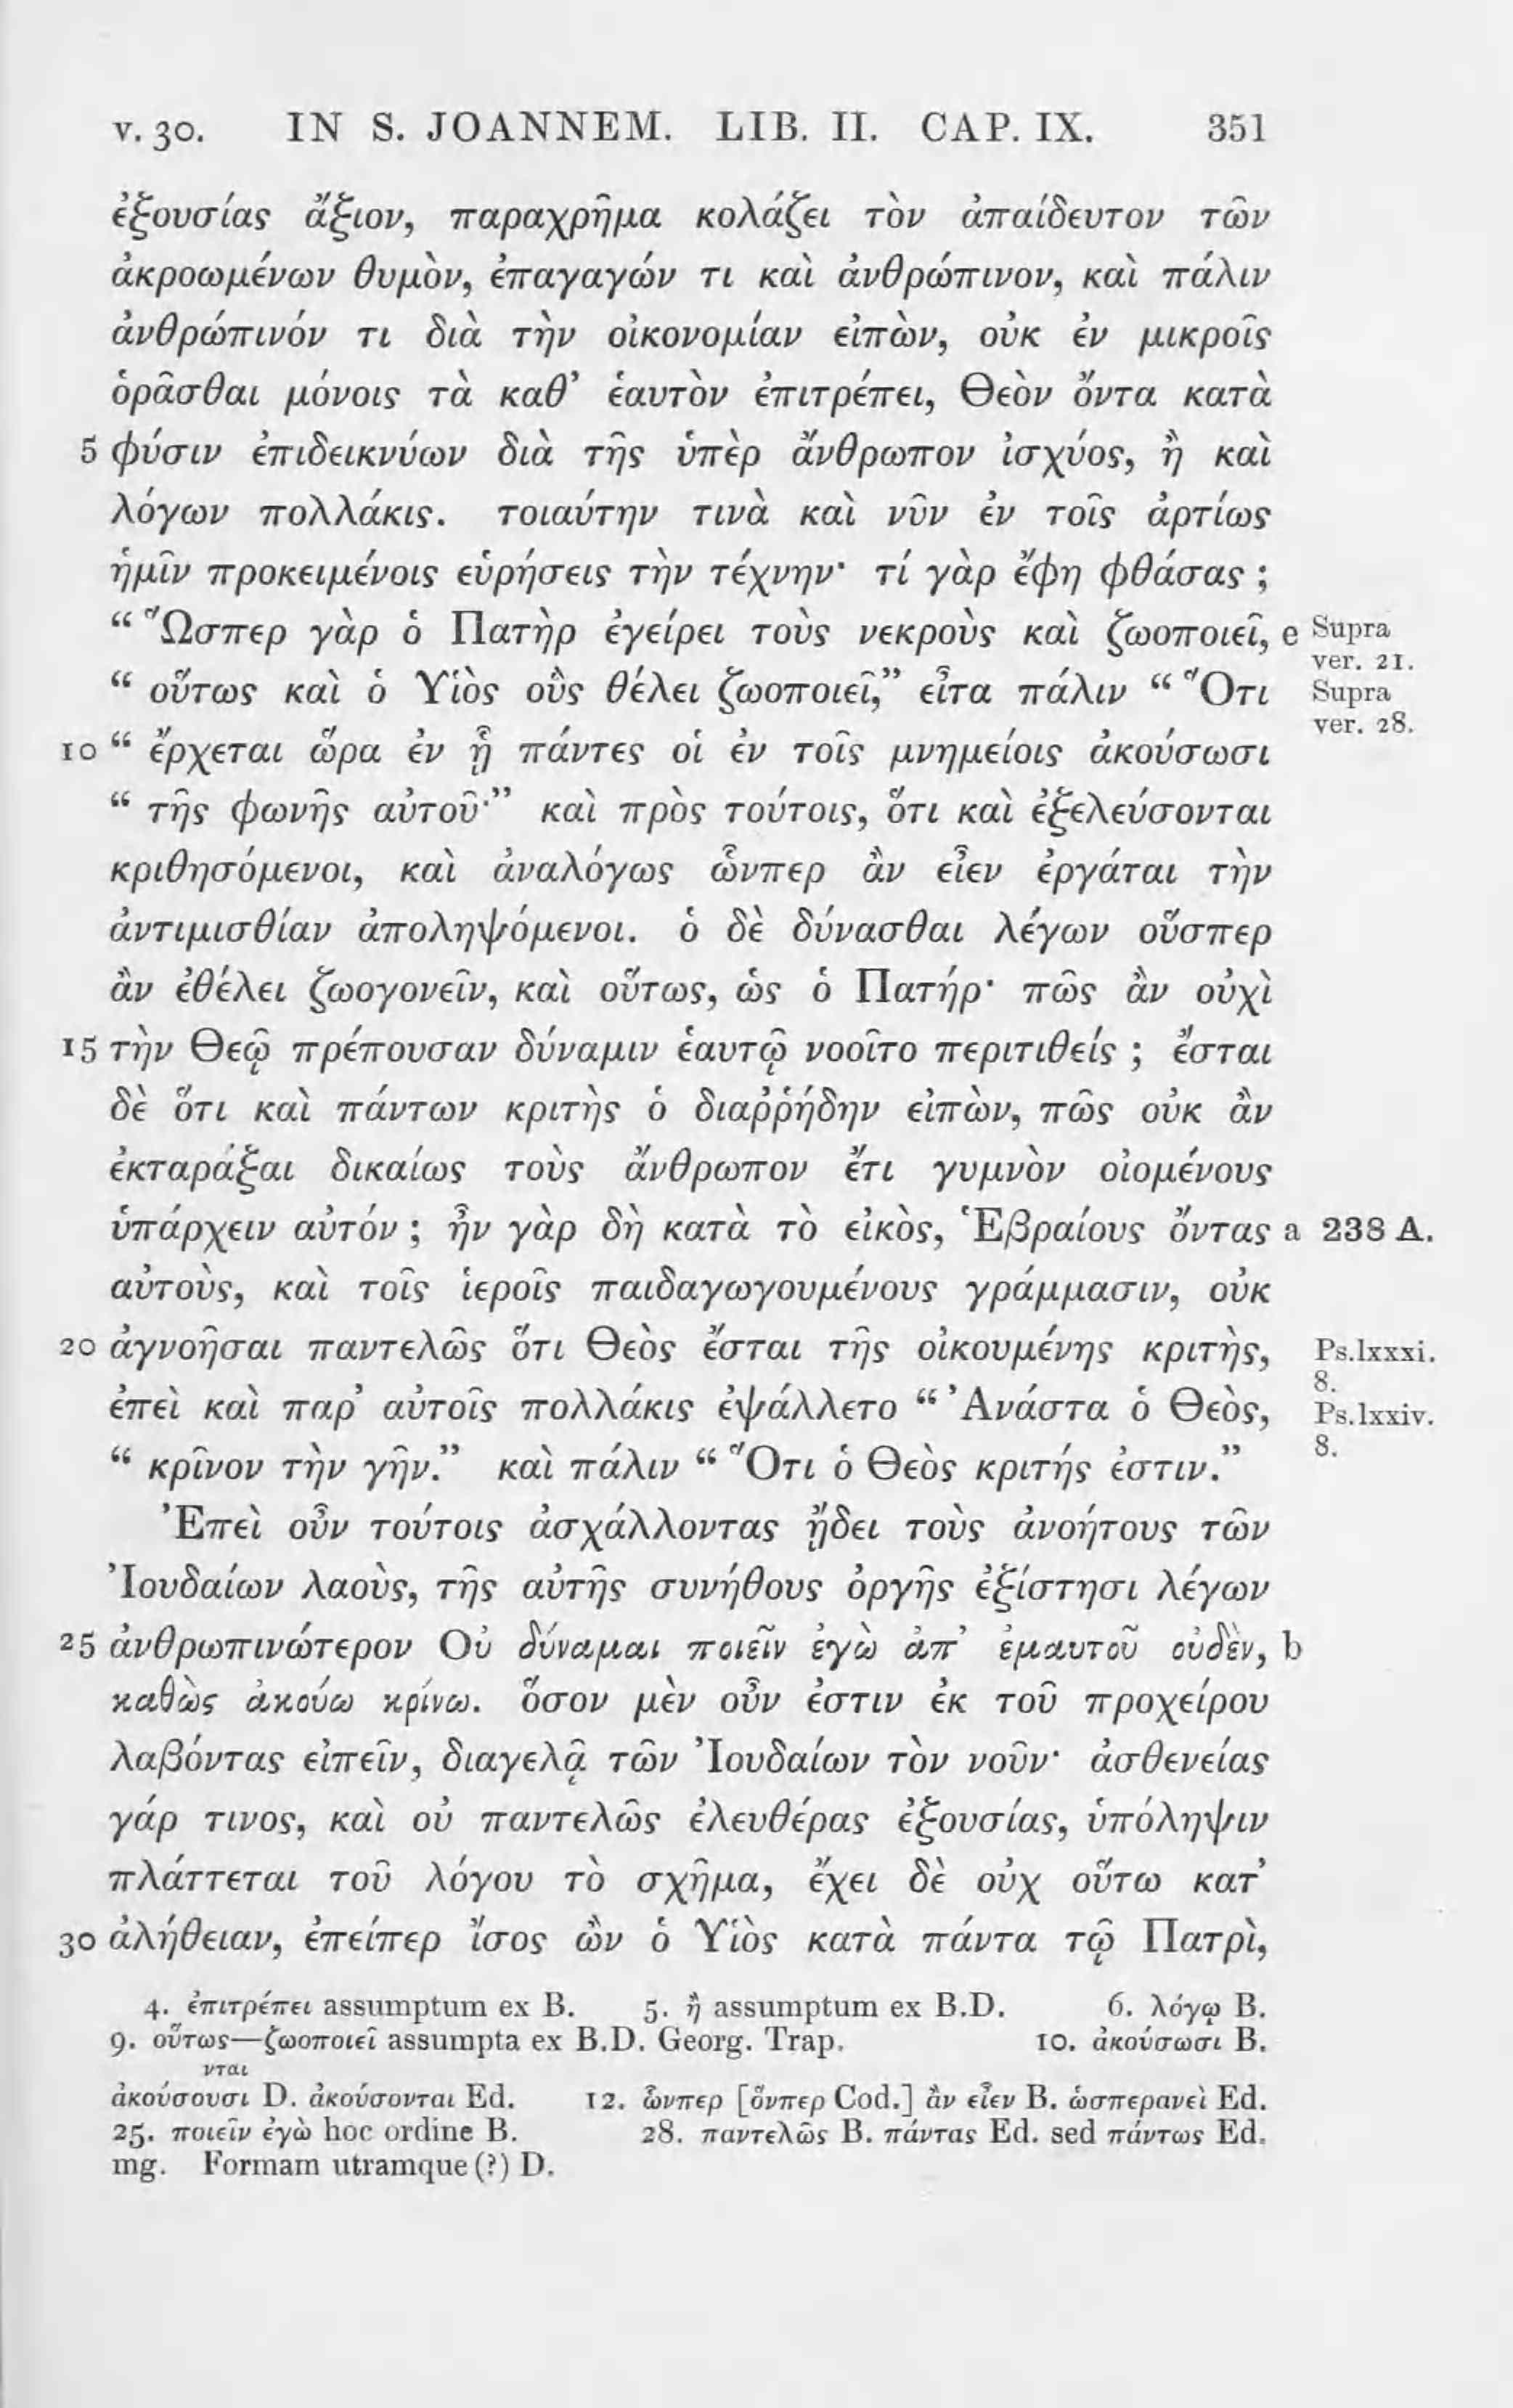 v. 30. IN S. JOANNEM. LIB. II. CAP. IX. 351
ἐξουσίας ἄξιον, παραχρῆμα κολάζει τὸν ἀπαίδευτον τῶν
ἀκροωμένων θυμὸν, ἐπαγαγών τι καὶ ἀνθρώπινον, καὶ πάλιν
ἀνθρώπινόν τι διὰ τὴν οἰκονομίαν εἰπὼν, οὐκ ἐν μικροῖς
ὁρᾶσθαι μόνοις τὰ καθ’ ἑαυτὸν ἐπιτρέπει, Θεὸν ὄντα κατὰ
5 φύσιν ἐπιδεικνύων διὰ τῆς ὑπὲρ ἄνθρωπον ἰσχύος, ἢ καὶ
λόγων πολλάκις. τοιαύτην τινὰ καὶ νῦν ἐν τοῖς ἀρτίως
ἡμῖν προκειμένοις εὑρήσεις τὴν τέχνην· τί γὰρ ἔφη φθάσας ;
“ Ὥσπερ γὰρ ὁ Πατὴρ ἐγείρει τοὺς νεκροὺς καὶ ζωοποιεῖ, e Supra
ver. 21.
“ οὕτως καὶ ὁ Υἱὸς οὓς θέλει ζωοποιεῖ,” εἶτα πάλιν “ Ὅτι Supra
ver. 28.
10 “ ἔρχεται ὥρα ἐν ᾗ πάντες οἱ ἐν τοῖς μνημείοις ἀκούσωσι
“ τῆς φωνῆς αὐτοῦ·” καὶ πρὸς τούτοις, ὅτι καὶ ἐξελεύσονται
κριθησόμενοι, καὶ ἀναλόγως ὧνπερ ἂν εἶεν ἐργάται τὴν
ἀντιμισθίαν ἀποληψόμενοι. ὁ δὲ δύνασθαι λέγων οὕσπερ
ἂν ἐθέλει ζωογονεῖν, καὶ οὕτως, ὡς ὁ Πατήρ· πῶς ἂν οὐχὶ
15 τὴν Θεῷ πρέπουσαν δύναμιν ἑαυτῷ νοοῖτο περιτιθείς ; ἔσται
δὲ ὅτι καὶ πάντων κριτὴς ὁ διαῤῥήδην εἰπὼν, πῶς οὐκ ἂν
ἐκταράξαι δικαίως τοὺς ἄνθρωπον ἔτι γυμνὸν οἰομένους
ὑπάρχειν αὐτόν ; ἦν γὰρ δὴ κατὰ τὸ εἰκὸς, Ἑβραίους ὄντας a 238 A.
αὐτοὺς, καὶ τοῖς ἱεροῖς παιδαγωγουμένους γράμμασιν, οὐκ
20 ἀγνοῆσαι παντελῶς ὅτι Θεὸς ἔσται τῆς οἰκουμένης κριτὴς, Ps.lxxxi.
8.
ἐπεὶ καὶ παρ’ αὐτοῖς πολλάκις ἐψάλλετο “ Ἀνάστα ὁ Θεὸς, Ps.lxxiv.
8.
“ κρῖνον τὴν γῆν.” καὶ πάλιν “ Ὅτι ὁ Θεὸς κριτής ἐστιν.”
Ἐπεὶ οὖν τούτοις ἀσχάλλοντας ᾔδει τοὺς ἀνοήτους τῶν
Ἰουδαίων λαοὺς, τῆς αὐτῆς συνήθους ὀργῆς ἐξίστησι λέγων
25 ἀνθρωπινώτερον Οὐ δύναμαι ποιεῖν ἐγὼ ἀπ’ ἐμαυτοῦ οὐδὲν, b
καθὼς ἀκούω κρίνω. ὅσον μὲν οὖν ἐστιν ἐκ τοῦ προχείρου
λαβόντας εἰπεῖν, διαγελᾷ τῶν Ἰουδαίων τὸν νοῦν· ἀσθενείας
γάρ τινος, καὶ οὐ παντελῶς ἐλευθέρας ἐξουσίας, ὑπόληψιν
πλάττεται τοῦ λόγου τὸ σχῆμα, ἔχει δὲ οὐχ οὕτω κατ’
30 ἀλήθειαν, ἐπείπερ ἴσος ὢν ὁ Υἱὸς κατὰ πάντα τῷ Πατρὶ,
4. ἐπιτρέπει assumptum ex B. 5. ἢ assumptum ex B.D. 6. λόγῳ B.
9. οὕτως—ζωοποιεῖ assumpta ex B.D. Georg. Trap. 10. ἀκούσωσι B.
νται
ἀκούσουσι D. ἀκούσονται Ed. 12. ὧνπερ [ὅνπερ Cod.] ἂν εἶεν B. ὡσπερανεὶ Ed.
25. ποιεῖν ἐγὼ hoc ordine B. 28. παντελῶς B. πάντας Ed. sed πάντως Ed.
mg. Formam utramque (?) D.